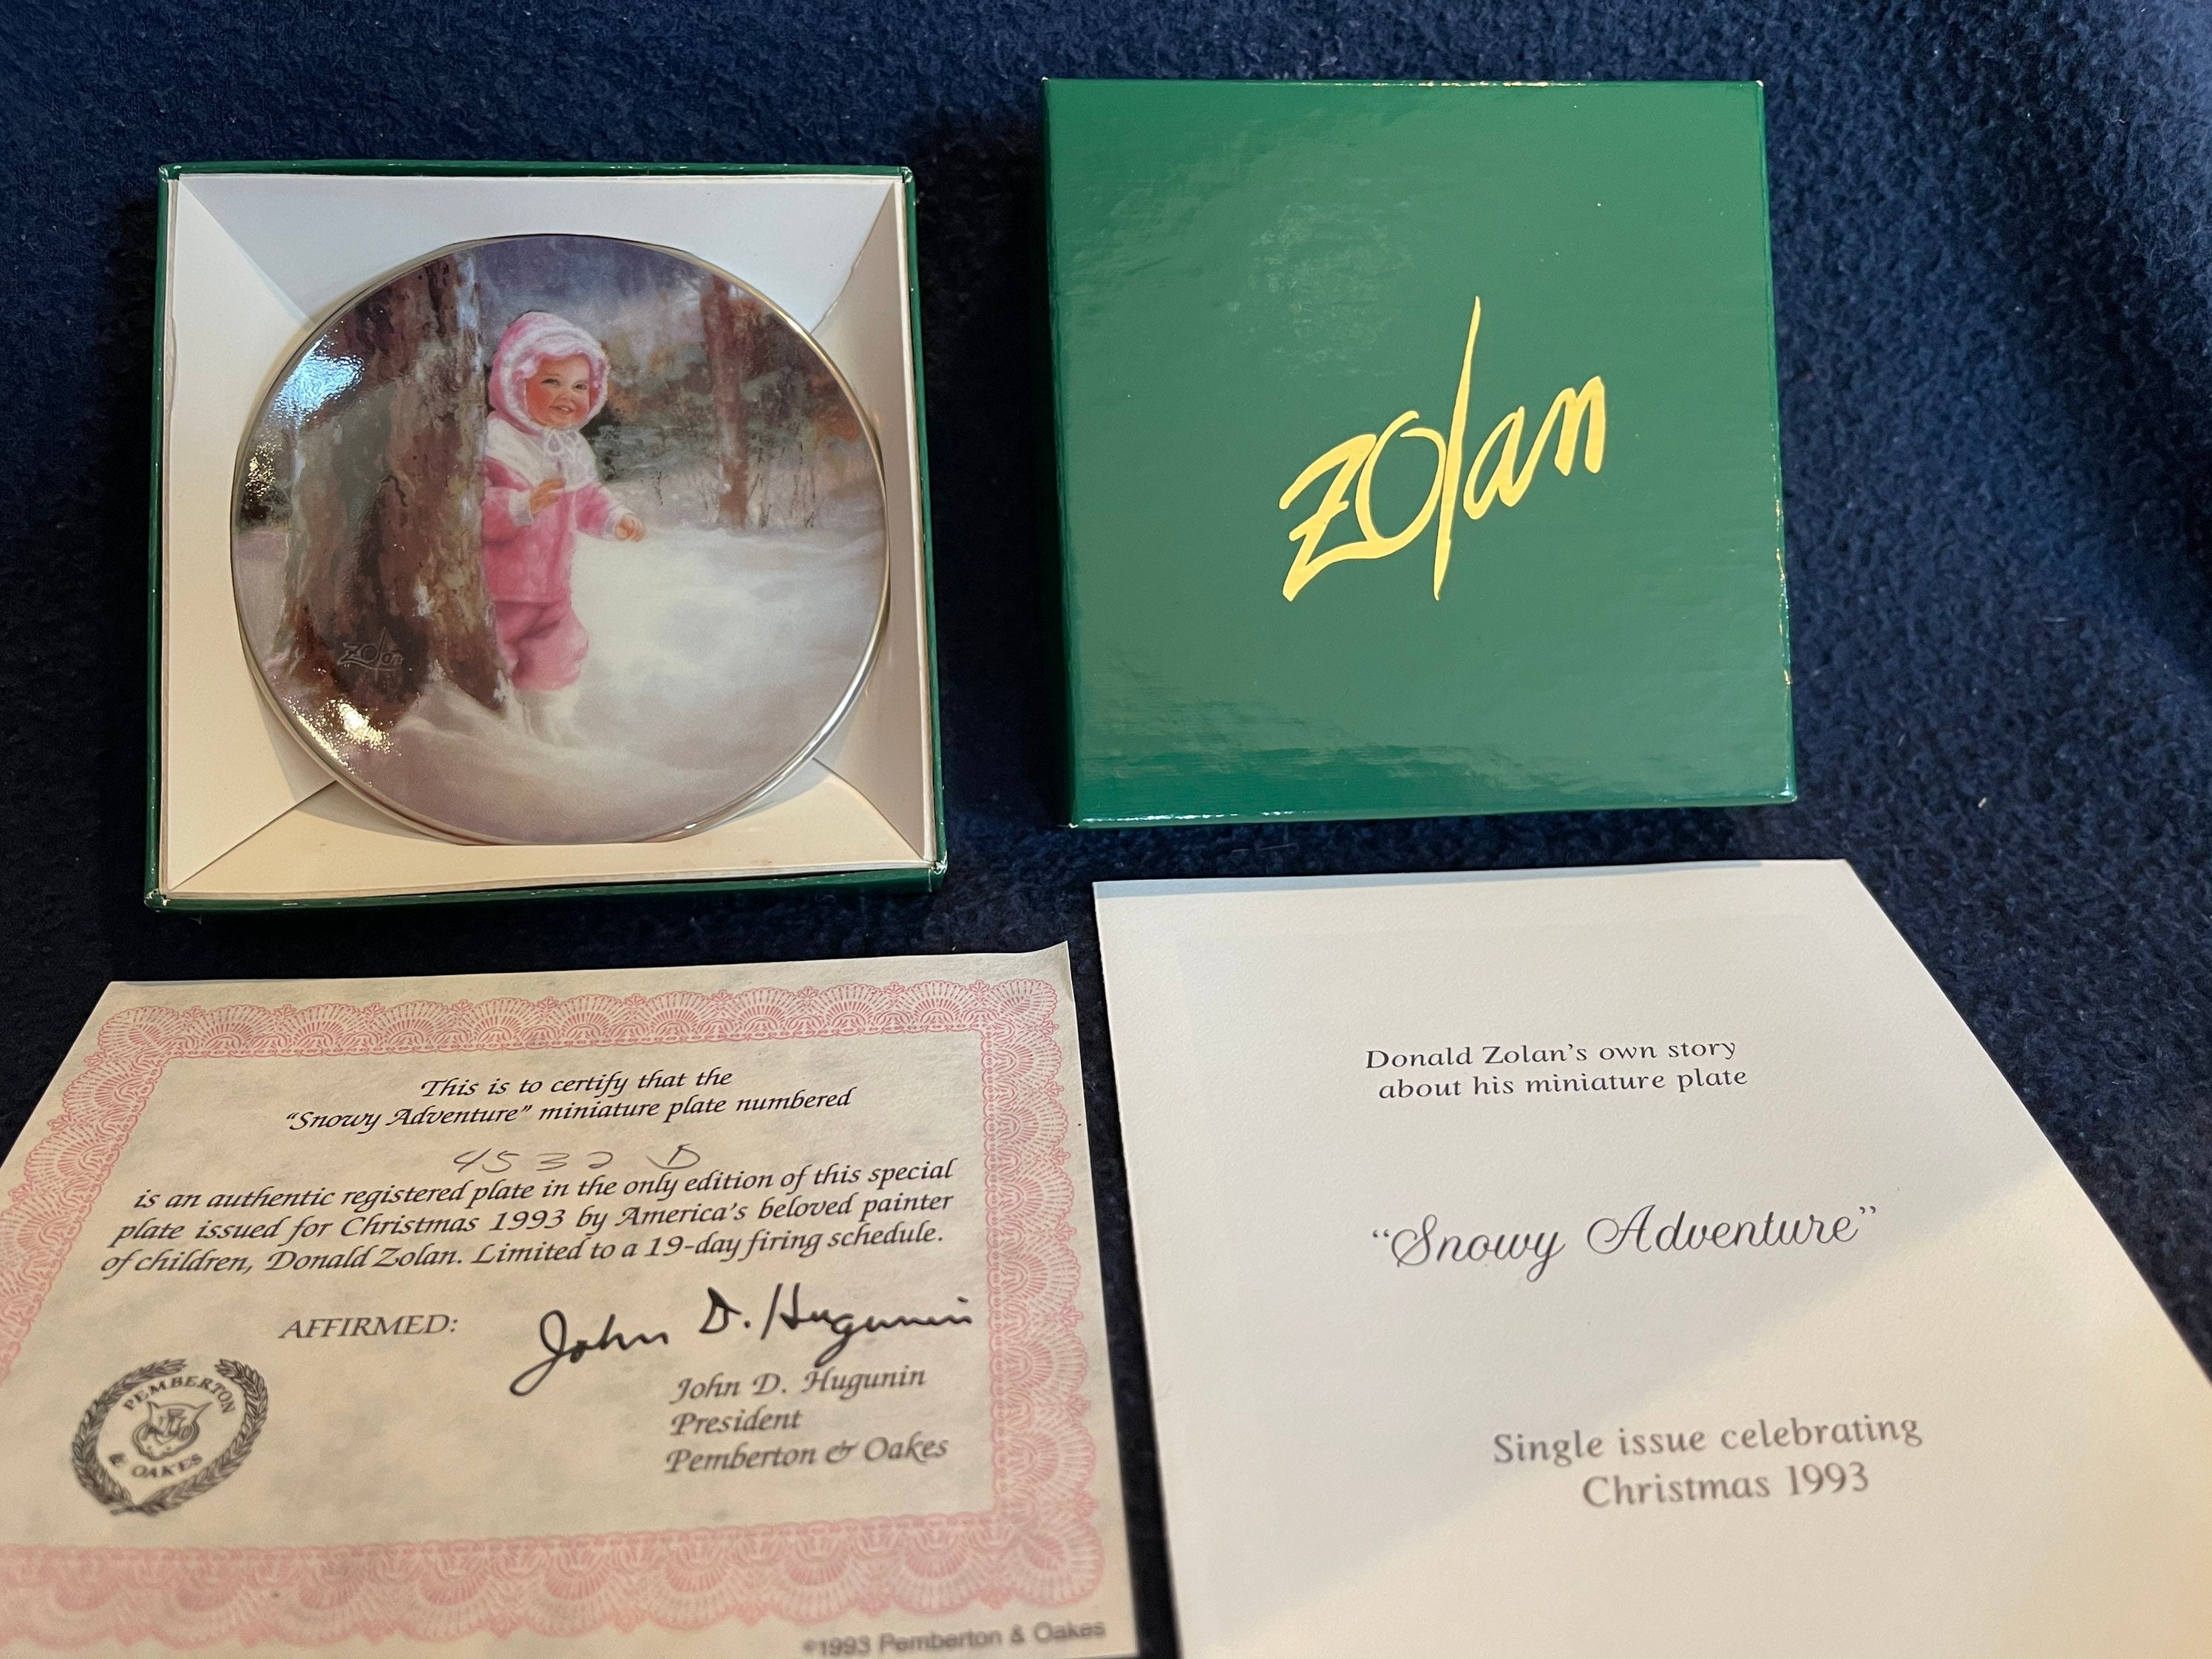 zolan
zolan
This is to certify that the
“Snowy Adventure” miniature plate numbered
4532 D
is an authentic registered plate in the only edition of this special
plate issued for Christmas 1993 by America’s beloved painter
of children, Donald Zolan. Limited to a 19-day firing schedule.
AFFIRMED:
John D. Hugunin
John D. Hugunin
President
Pemberton & Oakes
PEMBERTON
& OAKES
©1993 Pemberton & Oakes
Donald Zolan’s own story
about his miniature plate
“Snowy Adventure”
Single issue celebrating
Christmas 1993